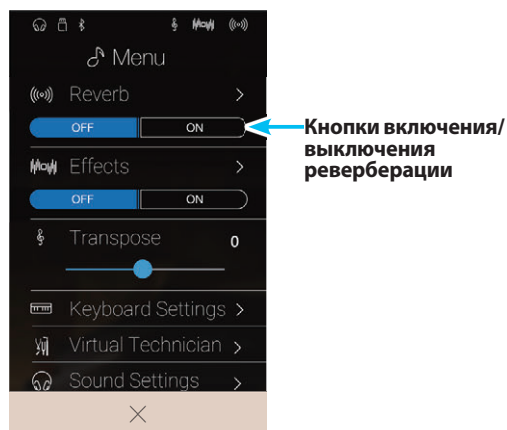 Menu
Reverb
OFF ON
Кнопки включения/
выключения
реверберации
Effects
OFF ON
Transpose 0
Keyboard Settings
Virtual Technician
Sound Settings